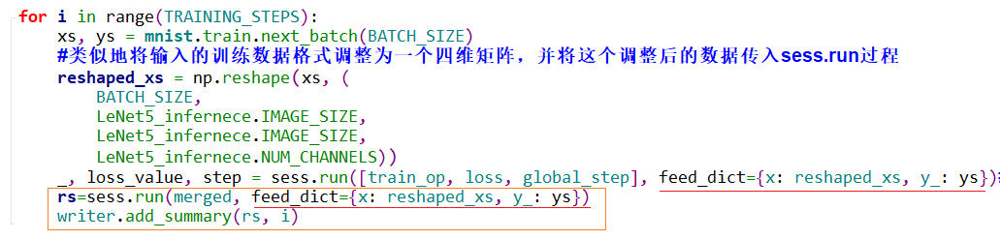 for i in range(TRAINING_STEPS):
xs, ys = mnist.train.next_batch(BATCH_SIZE)
#类似地将输入的训练数据格式调整为一个四维矩阵，并将这个调整后的数据传入sess.run过程
reshaped_xs = np.reshape(xs, (
BATCH_SIZE,
LeNet5_infernece.IMAGE_SIZE,
LeNet5_infernece.IMAGE_SIZE,
LeNet5_infernece.NUM_CHANNELS))
_, loss_value, step = sess.run([train_op, loss, global_step], feed_dict={x: reshaped_xs, y_: ys})
rs=sess.run(merged, feed_dict={x: reshaped_xs, y_: ys})
writer.add_summary(rs, i)